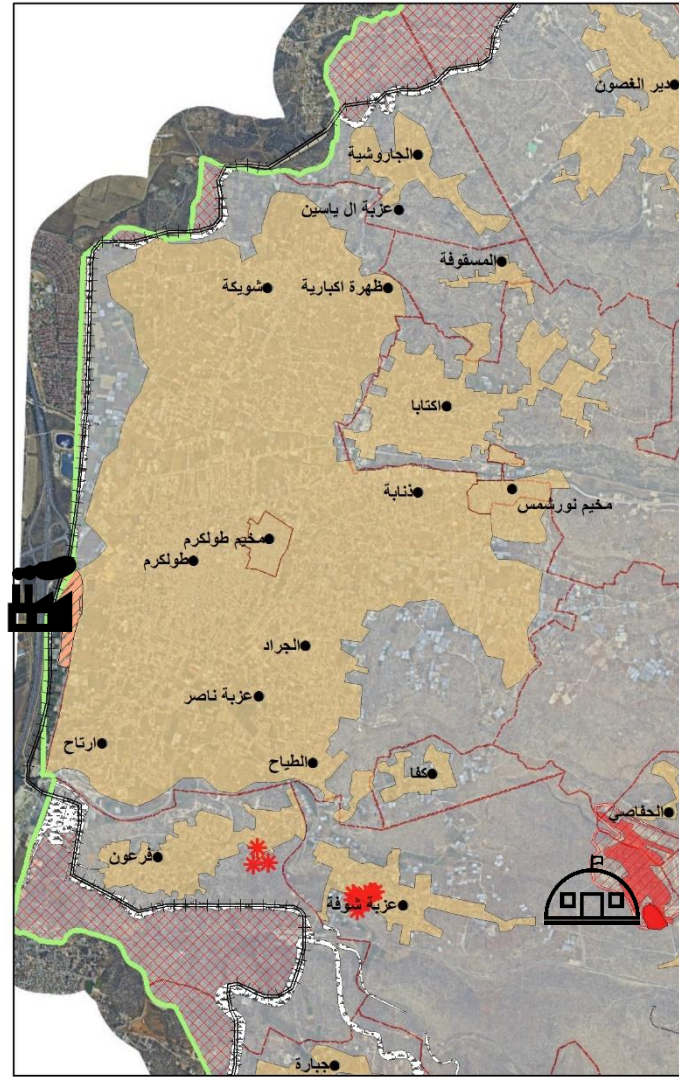 دير الغصون
الجاروشية
عزبة ال ياسين
المسقوفة
ظهرة اكبارية
شويكة
اكتابا
ذنابة
مخيم نورشمس
مخيم طولكرم
طولكرم
الجراد
عزبة ناصر
ارتاح
الطياح
كفا
الحفاصي
فرعون
عزبة شوفة
جبارة